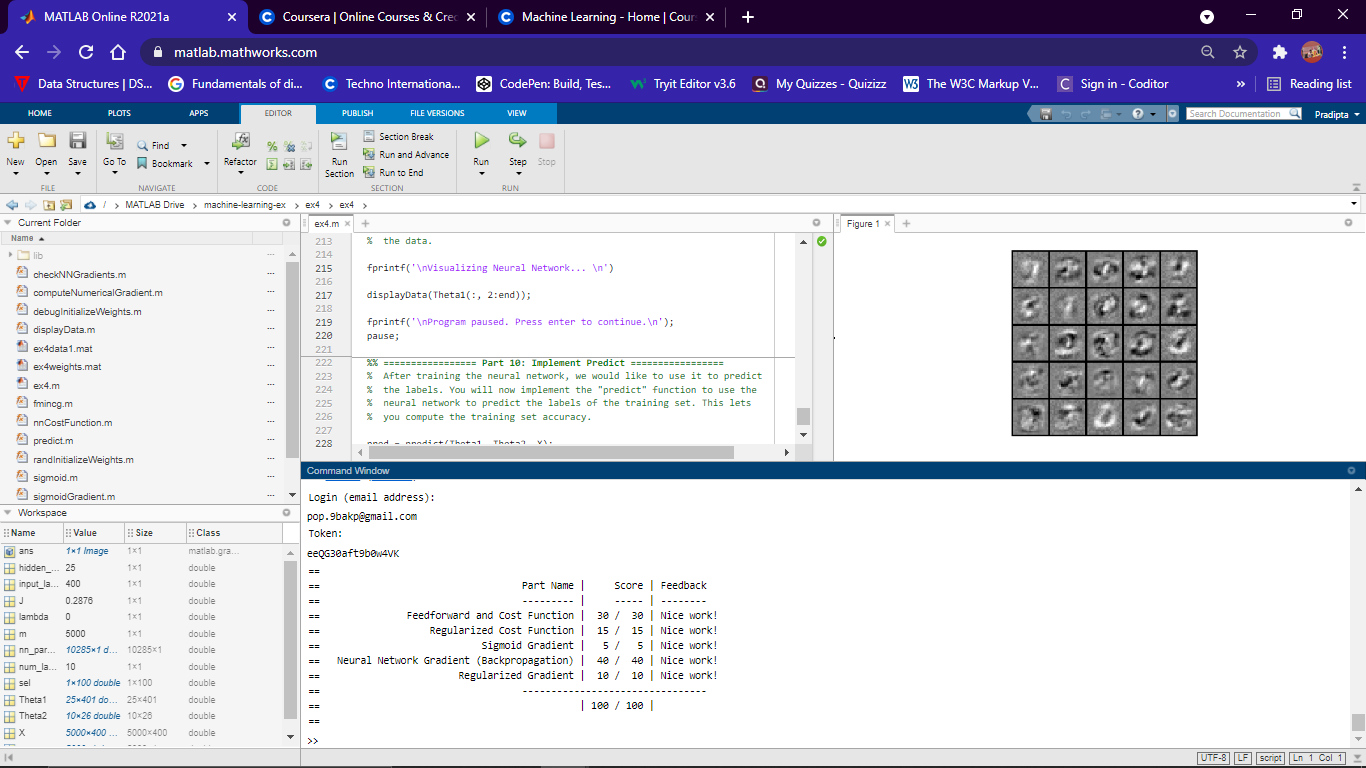 MATLAB Online R2021a
Coursera | Online Courses & Cred
Machine Learning - Home | Cour
matlab.mathworks.com
Data Structures | DS...
Fundamentals of di...
Techno Internationa...
CodePen: Build, Tes...
Tryit Editor v3.6
My Quizzes - Quizizz
The W3C Markup V...
Sign in - Coditor
»
Reading list
HOME PLOTS APPS EDITOR PUBLISH FILE VERSIONS VIEW
Search Documentation
Pradipta
New Open Save
Go To
Find
Bookmark
Refactor
Run Section
Section Break
Run and Advance
Run to End
Run Step Stop
FILE NAVIGATE CODE SECTION RUN
/ > MATLAB Drive > machine-learning-ex > ex4 > ex4 >
Current Folder
Name
lib
checkNNGradients.m
computeNumericalGradient.m
debugInitializeWeights.m
displayData.m
ex4data1.mat
ex4weights.mat
ex4.m
fmincg.m
nnCostFunction.m
predict.m
randInitializeWeights.m
sigmoid.m
sigmoidGradient.m
Workspace
Name Value Size Class
ans 1×1 Image 1×1 matlab.gra...
hidden_... 25 1×1 double
input_la... 400 1×1 double
J 0.2876 1×1 double
lambda 0 1×1 double
m 5000 1×1 double
nn_par... 10285×1 d... 10285×1 double
num_la... 10 1×1 double
sel 1×100 double 1×100 double
Theta1 25×401 do... 25×401 double
Theta2 10×26 double 10×26 double
X 5000×400 ... 5000×400 double
ex4.m
213 % the data.
214
215 fprintf('\nVisualizing Neural Network... \n')
216
217 displayData(Theta1(:, 2:end));
218
219 fprintf('\nProgram paused. Press enter to continue.\n');
220 pause;
221
222 %% ================= Part 10: Implement Predict =================
223 % After training the neural network, we would like to use it to predict
224 % the labels. You will now implement the "predict" function to use the
225 % neural network to predict the labels of the training set. This lets
226 % you compute the training set accuracy.
227
228 pred = predict(Theta1, Theta2, X);
Figure 1
Command Window
Login (email address):
pop.9bakp@gmail.com
Token:
eeQG30aft9b0w4VK
==
== Part Name | Score | Feedback
== --------- | ----- | --------
== Feedforward and Cost Function | 30 / 30 | Nice work!
== Regularized Cost Function | 15 / 15 | Nice work!
== Sigmoid Gradient | 5 / 5 | Nice work!
== Neural Network Gradient (Backpropagation) | 40 / 40 | Nice work!
== Regularized Gradient | 10 / 10 | Nice work!
== --------------------------------
== | 100 / 100 |
==
>>
UTF-8 LF script Ln 1 Col 1